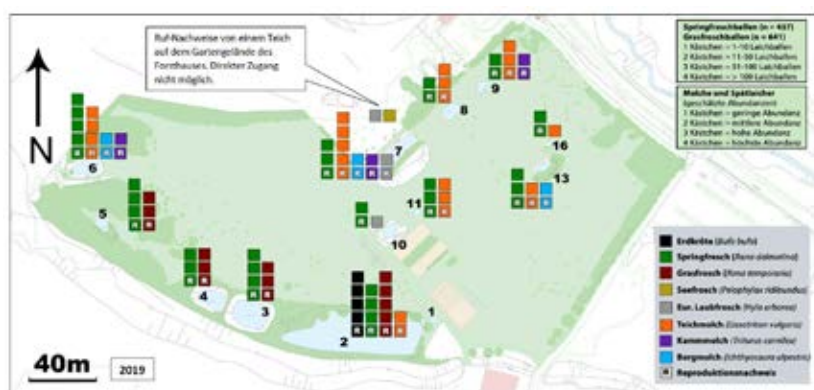 Ruf-Nachweise von einem Teich
auf dem Gartengelände des
Forsthauses. Direkter Zugang
nicht möglich.
Springfroschballen (n = 437)
Grasfroschballen (n = 641)
1 Kästchen = 1-10 Laichballen
2 Kästchen = 11-50 Laichballen
3 Kästchen = 51-100 Laichballen
4 Kästchen = > 100 Laichballen
Molche und Spätlaicher
(geschätzte Abundanzen)
1 Kästchen = geringe Abundanz
2 Kästchen = mittlere Abundanz
3 Kästchen = hohe Abundanz
4 Kästchen = höchste Abundanz
N
9
8
16
7
6
13
5
11
10
4
3
1
2
Erdkröte (Bufo bufo)
Springfrosch (Rana dalmatina)
Grasfrosch (Rana temporaria)
Seefrosch (Pelophylax ridibundus)
Eur. Laubfrosch (Hyla arborea)
Teichmolch (Lissotriton vulgaris)
Kammmolch (Triturus carnifex)
Bergmolch (Ichthyosaura alpestris)
R Reproduktionsnachweis
40m
2019